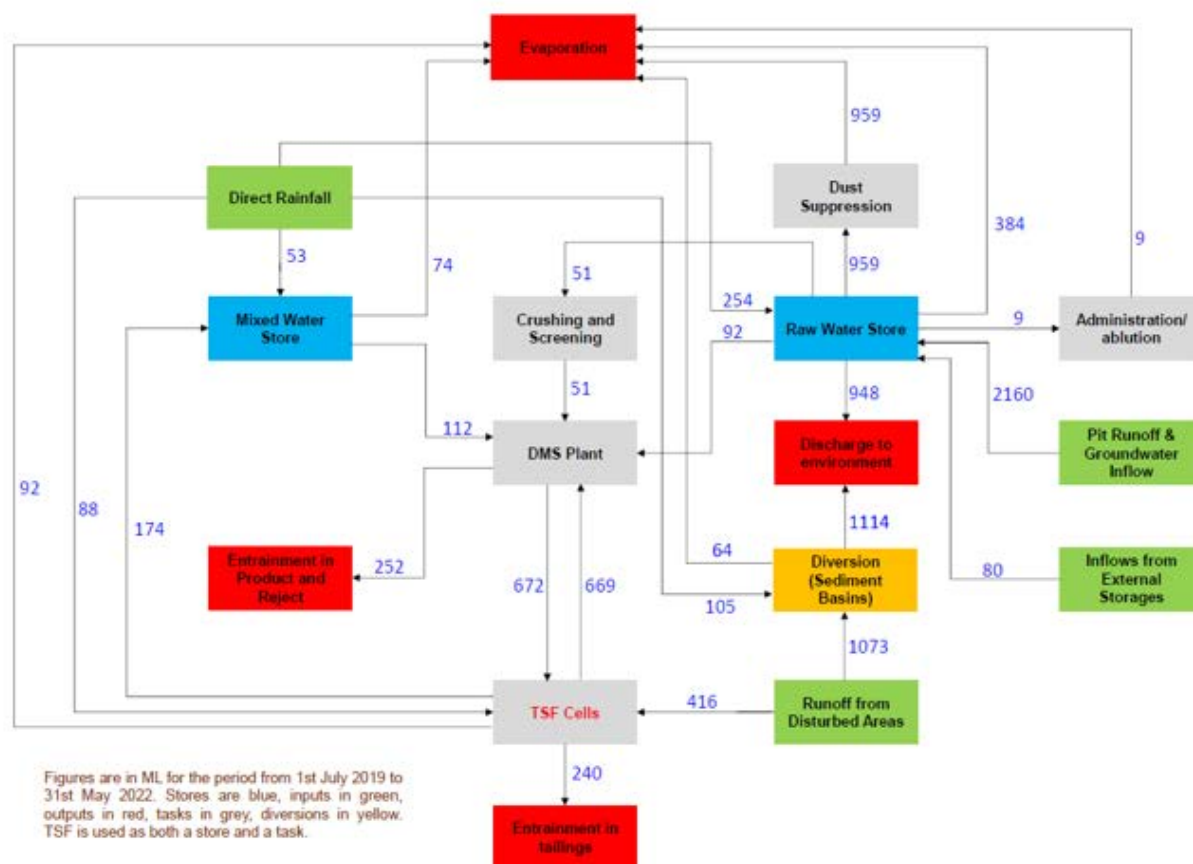 Evaporation
959
Direct Rainfall
Dust
Suppression
384
9
53
74
51
959
254
Mixed Water
Store
Crushing and
Screening
Raw Water Store
9
Administration/
ablution
92
51
948
2160
112
DMS Plant
Discharge to
environment
Pit Runoff &
Groundwater
Inflow
92
88
174
1114
Entrainment in
Product and
Reject
252
672
669
64
105
Diversion
(Sediment
Basins)
80
Inflows from
External
Storages
1073
TSF Cells
416
Runoff from
Disturbed Areas
240
Figures are in ML for the period from 1st July 2019 to
31st May 2022. Stores are blue, inputs in green,
outputs in red, tasks in grey, diversions in yellow.
TSF is used as both a store and a task.
Entrainment in
tailings